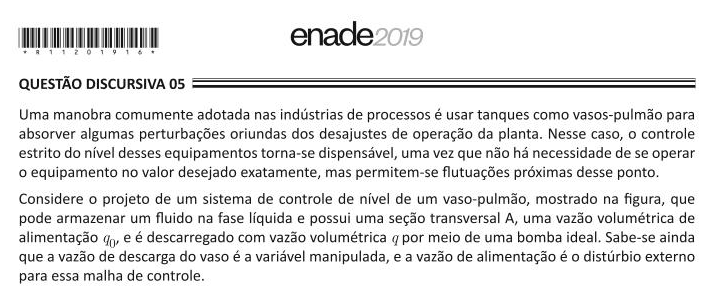 enade2019
*R11201916*
QUESTÃO DISCURSIVA 05
Uma manobra comumente adotada nas indústrias de processos é usar tanques como vasos-pulmão para
absorver algumas perturbações oriundas dos desajustes de operação da planta. Nesse caso, o controle
estrito do nível desses equipamentos torna-se dispensável, uma vez que não há necessidade de se operar
o equipamento no valor desejado exatamente, mas permitem-se flutuações próximas desse ponto.
Considere o projeto de um sistema de controle de nível de um vaso-pulmão, mostrado na figura, que
pode armazenar um fluido na fase líquida e possui uma seção transversal A, uma vazão volumétrica de
alimentação q₀, e é descarregado com vazão volumétrica q por meio de uma bomba ideal. Sabe-se ainda
que a vazão de descarga do vaso é a variável manipulada, e a vazão de alimentação é o distúrbio externo
para essa malha de controle.